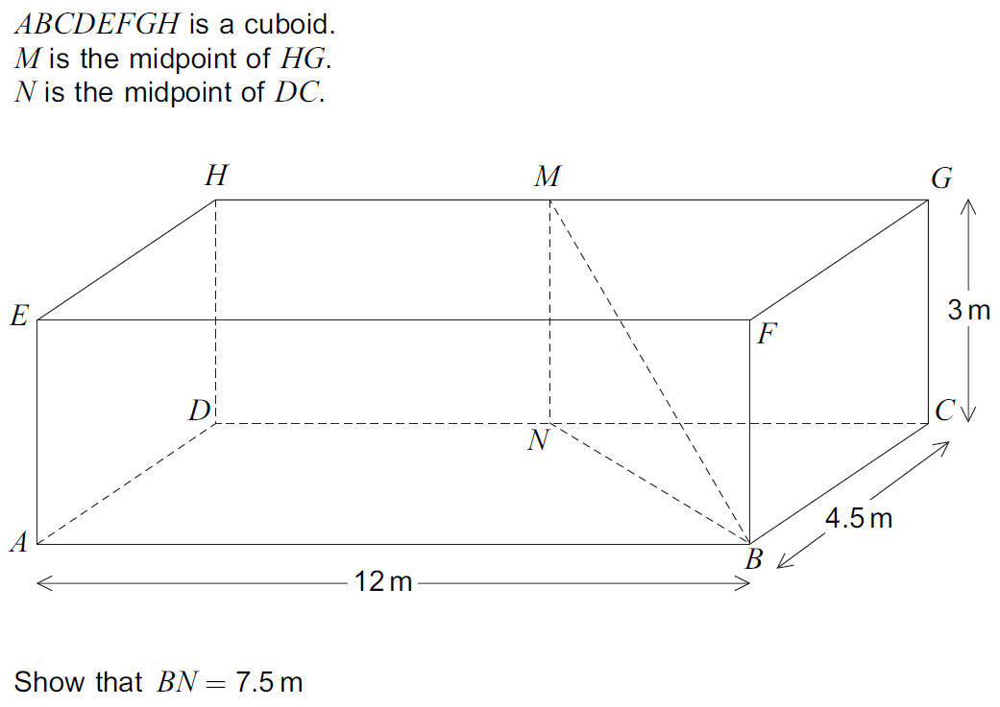 ABCDEFGH is a cuboid.
M is the midpoint of HG.
N is the midpoint of DC.
H
M
G
E
F
3 m
D
N
C
4.5 m
A
B
12 m
Show that BN = 7.5 m